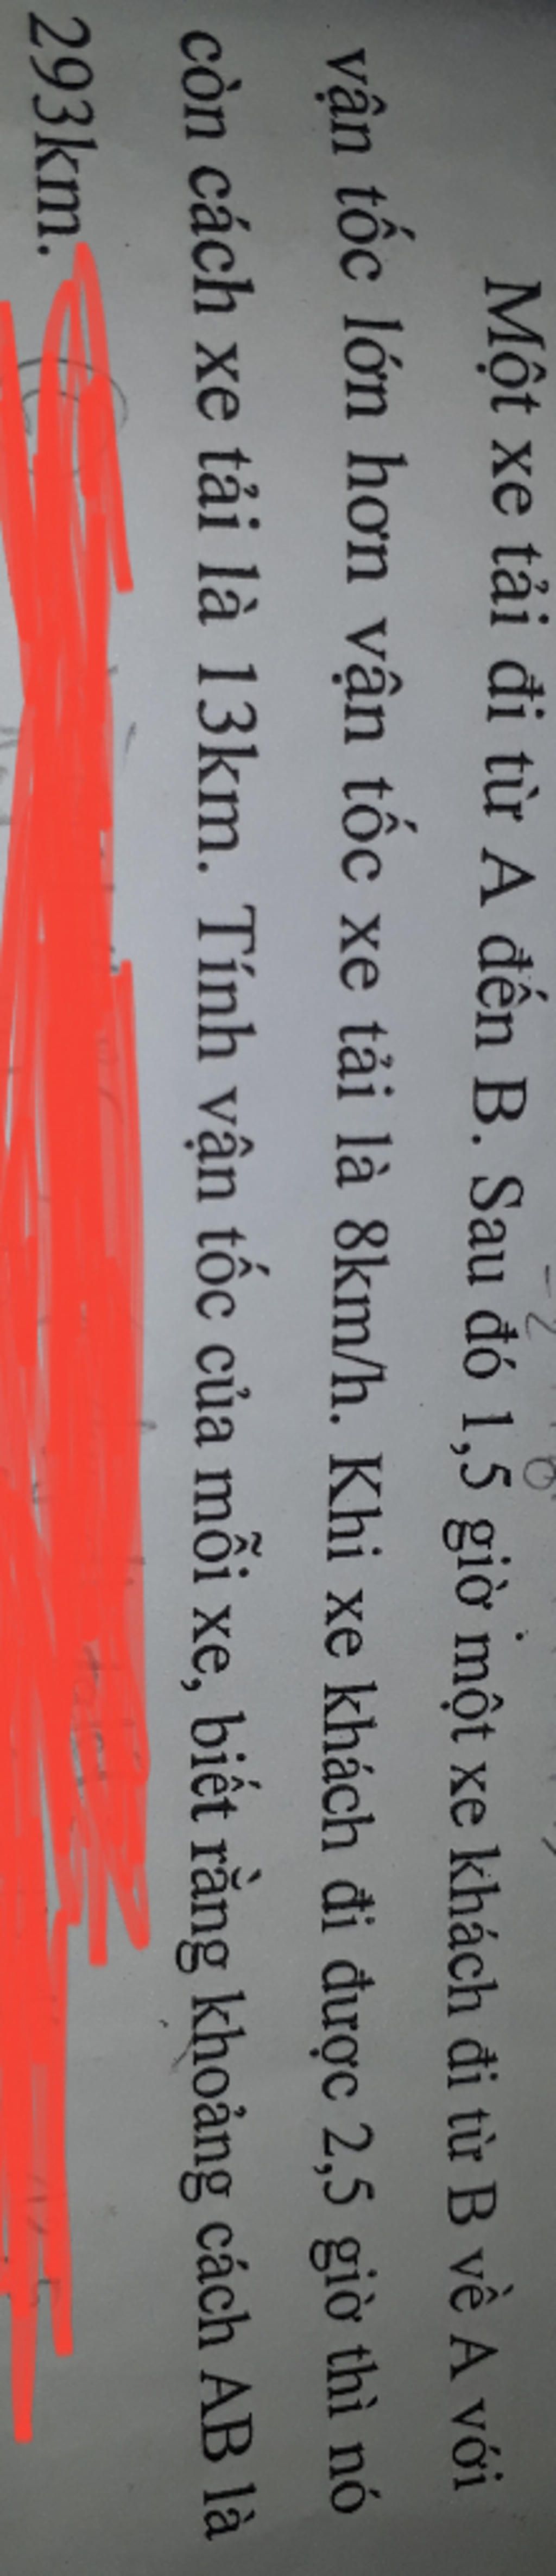 Một xe tải đi từ A đến B. Sau đó 1,5 giờ một xe khách đi từ B về A với
vận tốc lớn hơn vận tốc xe tải là 8km/h. Khi xe khách đi được 2,5 giờ thì nó
còn cách xe tải là 13km. Tính vận tốc của mỗi xe, biết rằng khoảng cách AB là
293km.